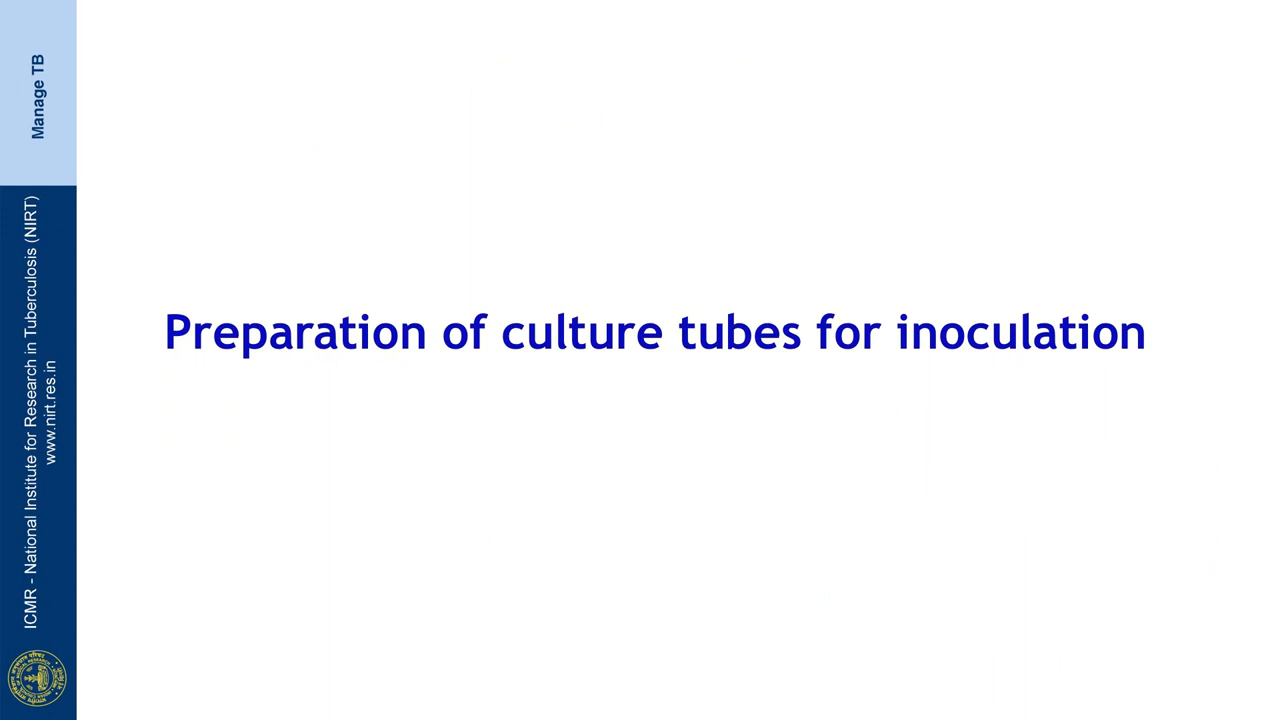 Manage TB
ICMR - National Institute for Research in Tuberculosis (NIRT)
www.nirt.res.in
Preparation of culture tubes for inoculation